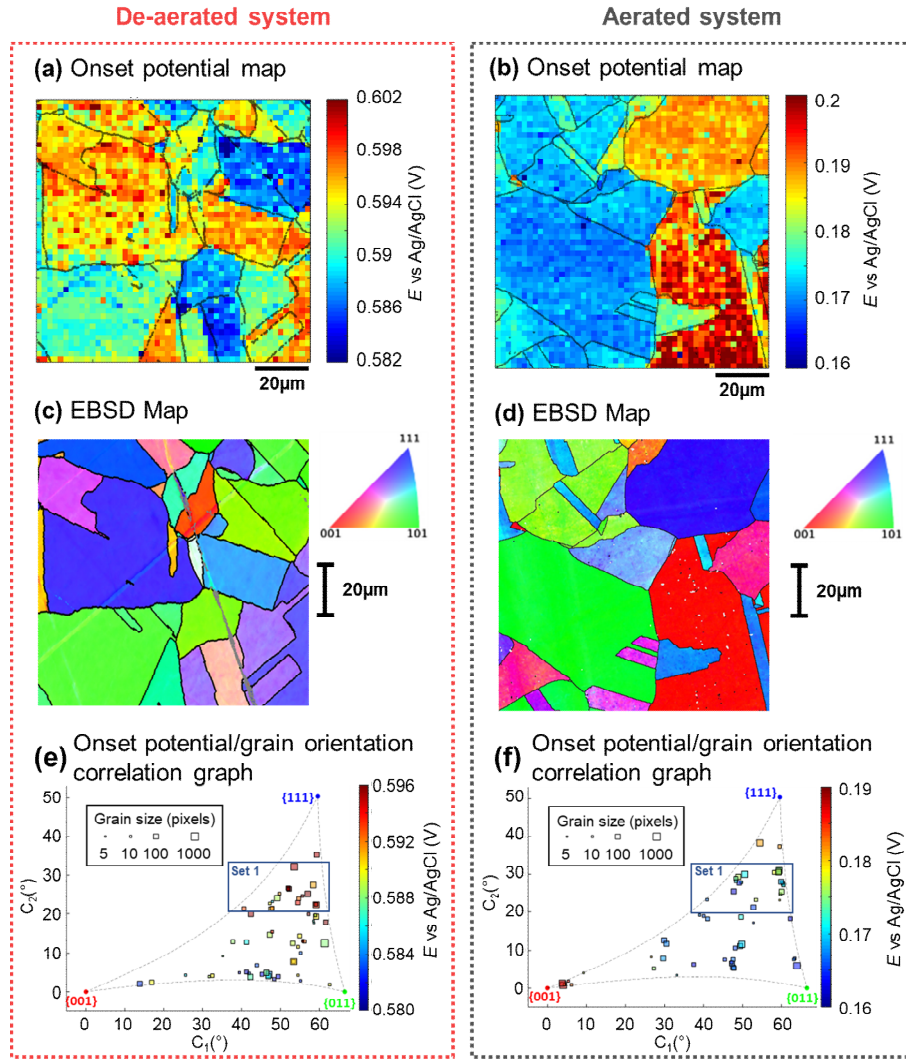 De-aerated system
Aerated system
(a) Onset potential map
0.602
0.598
0.594
0.59
0.586
0.582
E vs Ag/AgCl (V)
20µm
(b) Onset potential map
0.2
0.19
0.18
0.17
0.16
E vs Ag/AgCl (V)
20µm
(c) EBSD Map
111
001
101
20µm
(d) EBSD Map
111
001
101
20µm
(e) Onset potential/grain orientation
correlation graph
50
40
30
20
10
0
C₂(°)
{111}
Grain size (pixels)
5 10 100 1000
Set 1
{001}
{011}
0 10 20 30 40 50 60
C₁(°)
0.596
0.592
0.588
0.584
0.580
E vs Ag/AgCl (V)
(f) Onset potential/grain orientation
correlation graph
50
40
30
20
10
0
C₂(°)
{111}
Grain size (pixels)
5 10 100 1000
Set 1
{001}
{011}
0 10 20 30 40 50 60
C₁(°)
0.19
0.18
0.17
0.16
E vs Ag/AgCl (V)